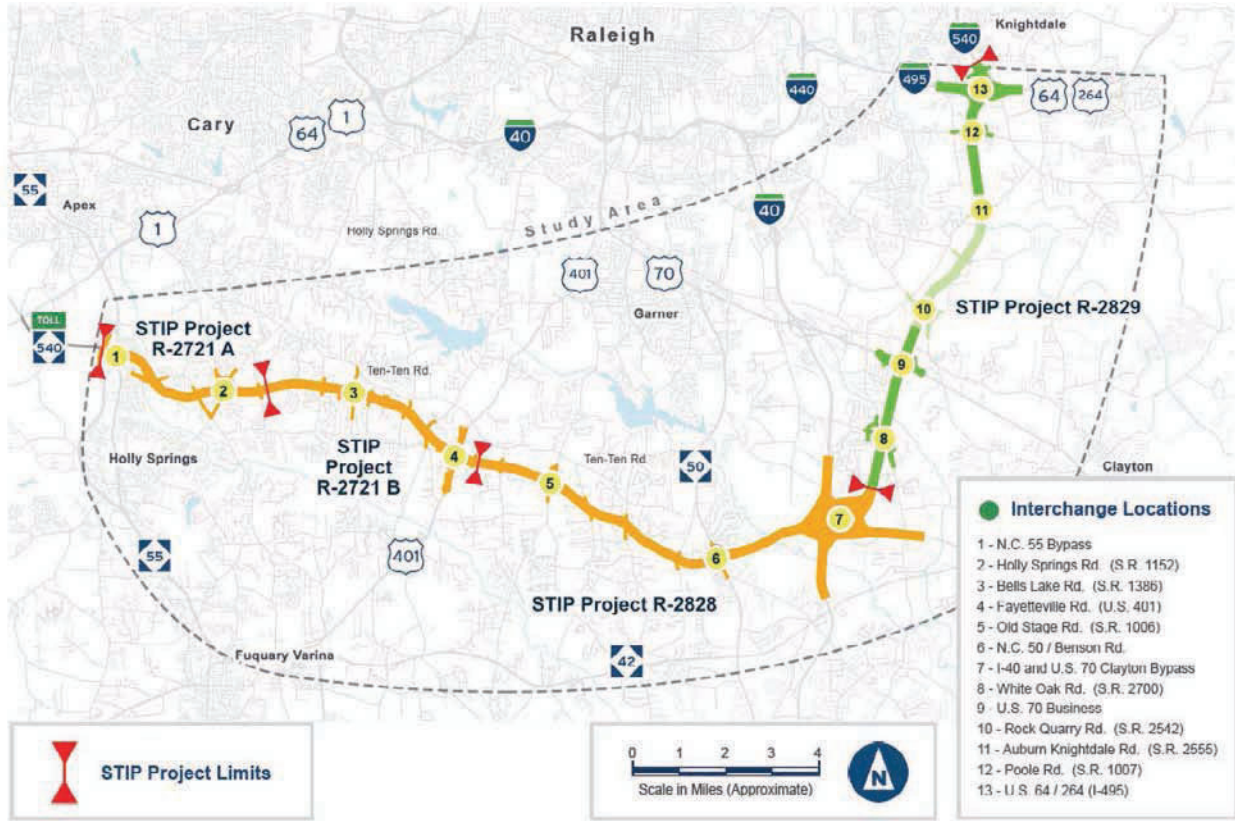 Knightdale
Raleigh
540
495
440
13
64
264
Cary
64
1
40
12
55
Apex
1
Holly Springs Rd.
Study Area
40
11
401
70
Garner
10
STIP Project R-2829
TOLL
540
STIP Project
R-2721 A
1
2
3
Ten-Ten Rd.
9
8
STIP
Project
R-2721 B
Holly Springs
4
5
Ten-Ten Rd.
50
Clayton
7
6
55
401
STIP Project R-2828
Fuquary Varina
42
Interchange Locations
1 - N.C. 55 Bypass
2 - Holly Springs Rd. (S.R. 1152)
3 - Bells Lake Rd. (S.R. 1386)
4 - Fayetteville Rd. (U.S. 401)
5 - Old Stage Rd. (S.R. 1006)
6 - N.C. 50 / Benson Rd.
7 - I-40 and U.S. 70 Clayton Bypass
8 - White Oak Rd. (S.R. 2700)
9 - U.S. 70 Business
10 - Rock Quarry Rd. (S.R. 2542)
11 - Auburn Knightdale Rd. (S.R. 2555)
12 - Poole Rd. (S.R. 1007)
13 - U.S. 64 / 264 (I-495)
STIP Project Limits
0 1 2 3 4
Scale in Miles (Approximate)
N